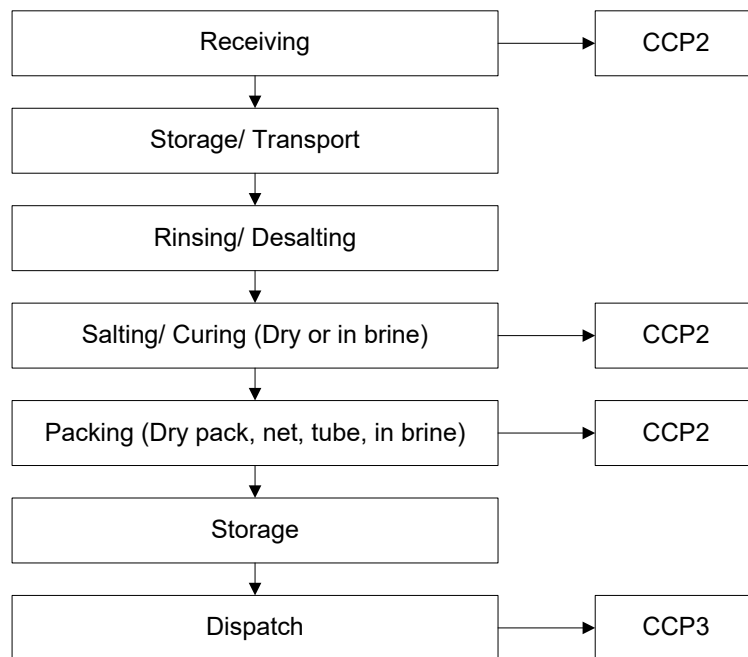 Receiving
CCP2
Storage/ Transport
Rinsing/ Desalting
Salting/ Curing (Dry or in brine)
CCP2
Packing (Dry pack, net, tube, in brine)
CCP2
Storage
Dispatch
CCP3